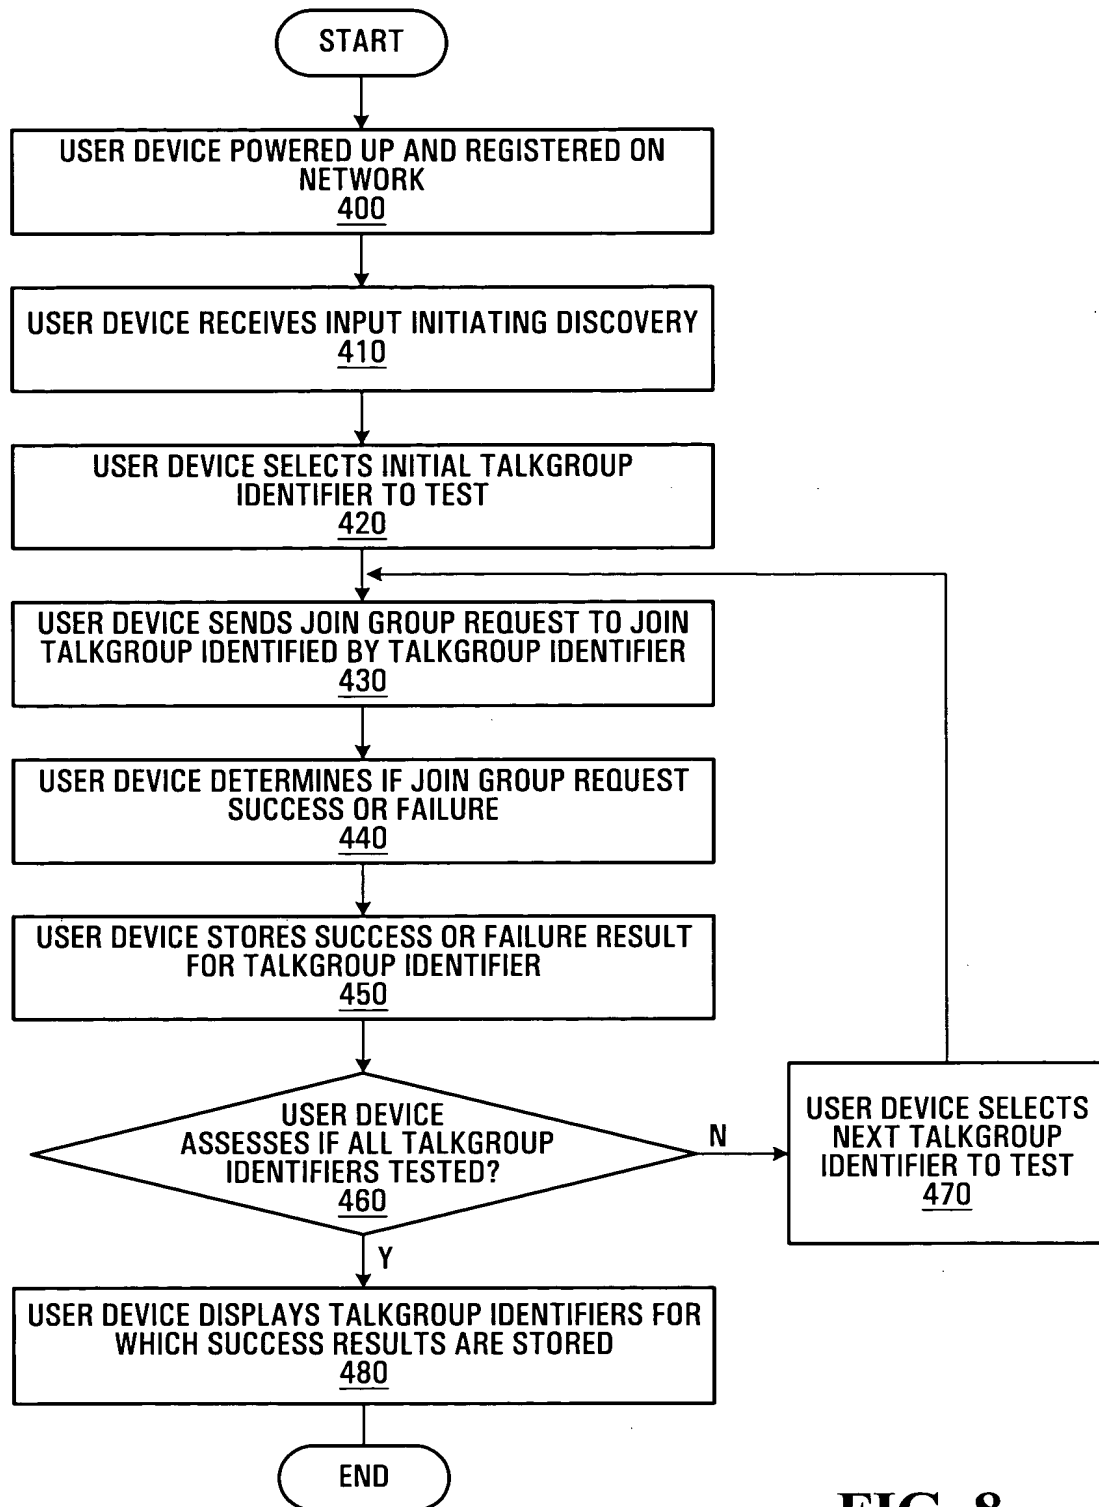 START
USER DEVICE POWERED UP AND REGISTERED ON
NETWORK
400
USER DEVICE RECEIVES INPUT INITIATING DISCOVERY
410
USER DEVICE SELECTS INITIAL TALKGROUP
IDENTIFIER TO TEST
420
USER DEVICE SENDS JOIN GROUP REQUEST TO JOIN
TALKGROUP IDENTIFIED BY TALKGROUP IDENTIFIER
430
USER DEVICE DETERMINES IF JOIN GROUP REQUEST
SUCCESS OR FAILURE
440
USER DEVICE STORES SUCCESS OR FAILURE RESULT
FOR TALKGROUP IDENTIFIER
450
USER DEVICE
ASSESSES IF ALL TALKGROUP
IDENTIFIERS TESTED?
460
N
USER DEVICE SELECTS
NEXT TALKGROUP
IDENTIFIER TO TEST
470
Y
USER DEVICE DISPLAYS TALKGROUP IDENTIFIERS FOR
WHICH SUCCESS RESULTS ARE STORED
480
END
FIG. 8